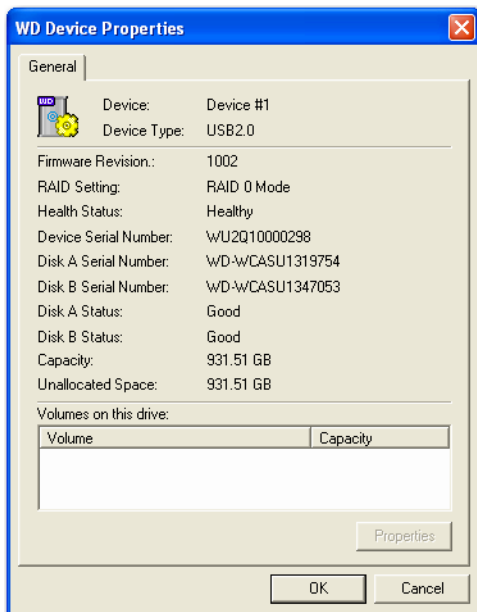 WD Device Properties
General
WD
Device: Device #1
Device Type: USB2.0
Firmware Revision.: 1002
RAID Setting: RAID 0 Mode
Health Status: Healthy
Device Serial Number: WU2Q10000298
Disk A Serial Number: WD-WCASU1319754
Disk B Serial Number: WD-WCASU1347053
Disk A Status: Good
Disk B Status: Good
Capacity: 931.51 GB
Unallocated Space: 931.51 GB
Volumes on this drive:
Volume Capacity
Properties
OK Cancel